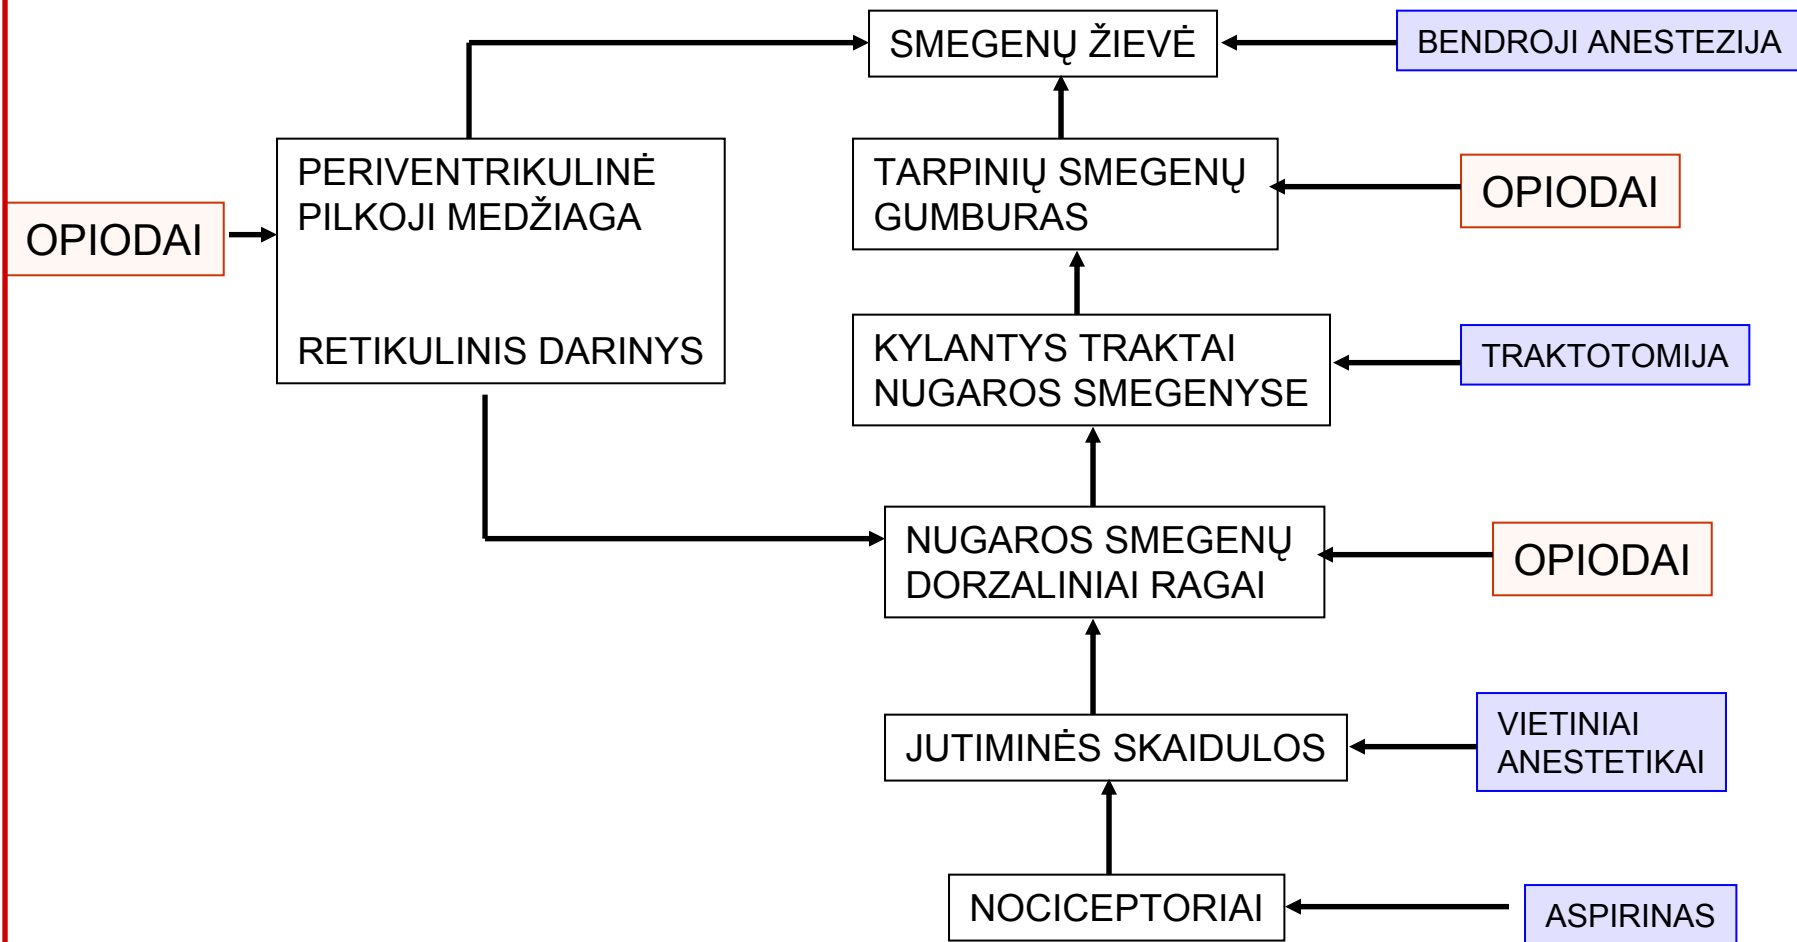 SMEGENŲ ŽIEVĖ
BENDROJI ANESTEZIJA
PERIVENTRIKULINĖ
PILKOJI MEDŽIAGA
RETIKULINIS DARINYS
TARPINIŲ SMEGENŲ
GUMBURAS
OPIODAI
OPIODAI
KYLANTYS TRAKTAI
NUGAROS SMEGENYSE
TRAKTOTOMIJA
NUGAROS SMEGENŲ
DORZALINIAI RAGAI
OPIODAI
JUTIMINĖS SKAIDULOS
VIETINIAI
ANESTETIKAI
NOCICEPTORIAI
ASPIRINAS